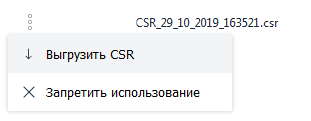 CSR_29_10_2019_163521.csr
Выгрузить CSR
Запретить использование